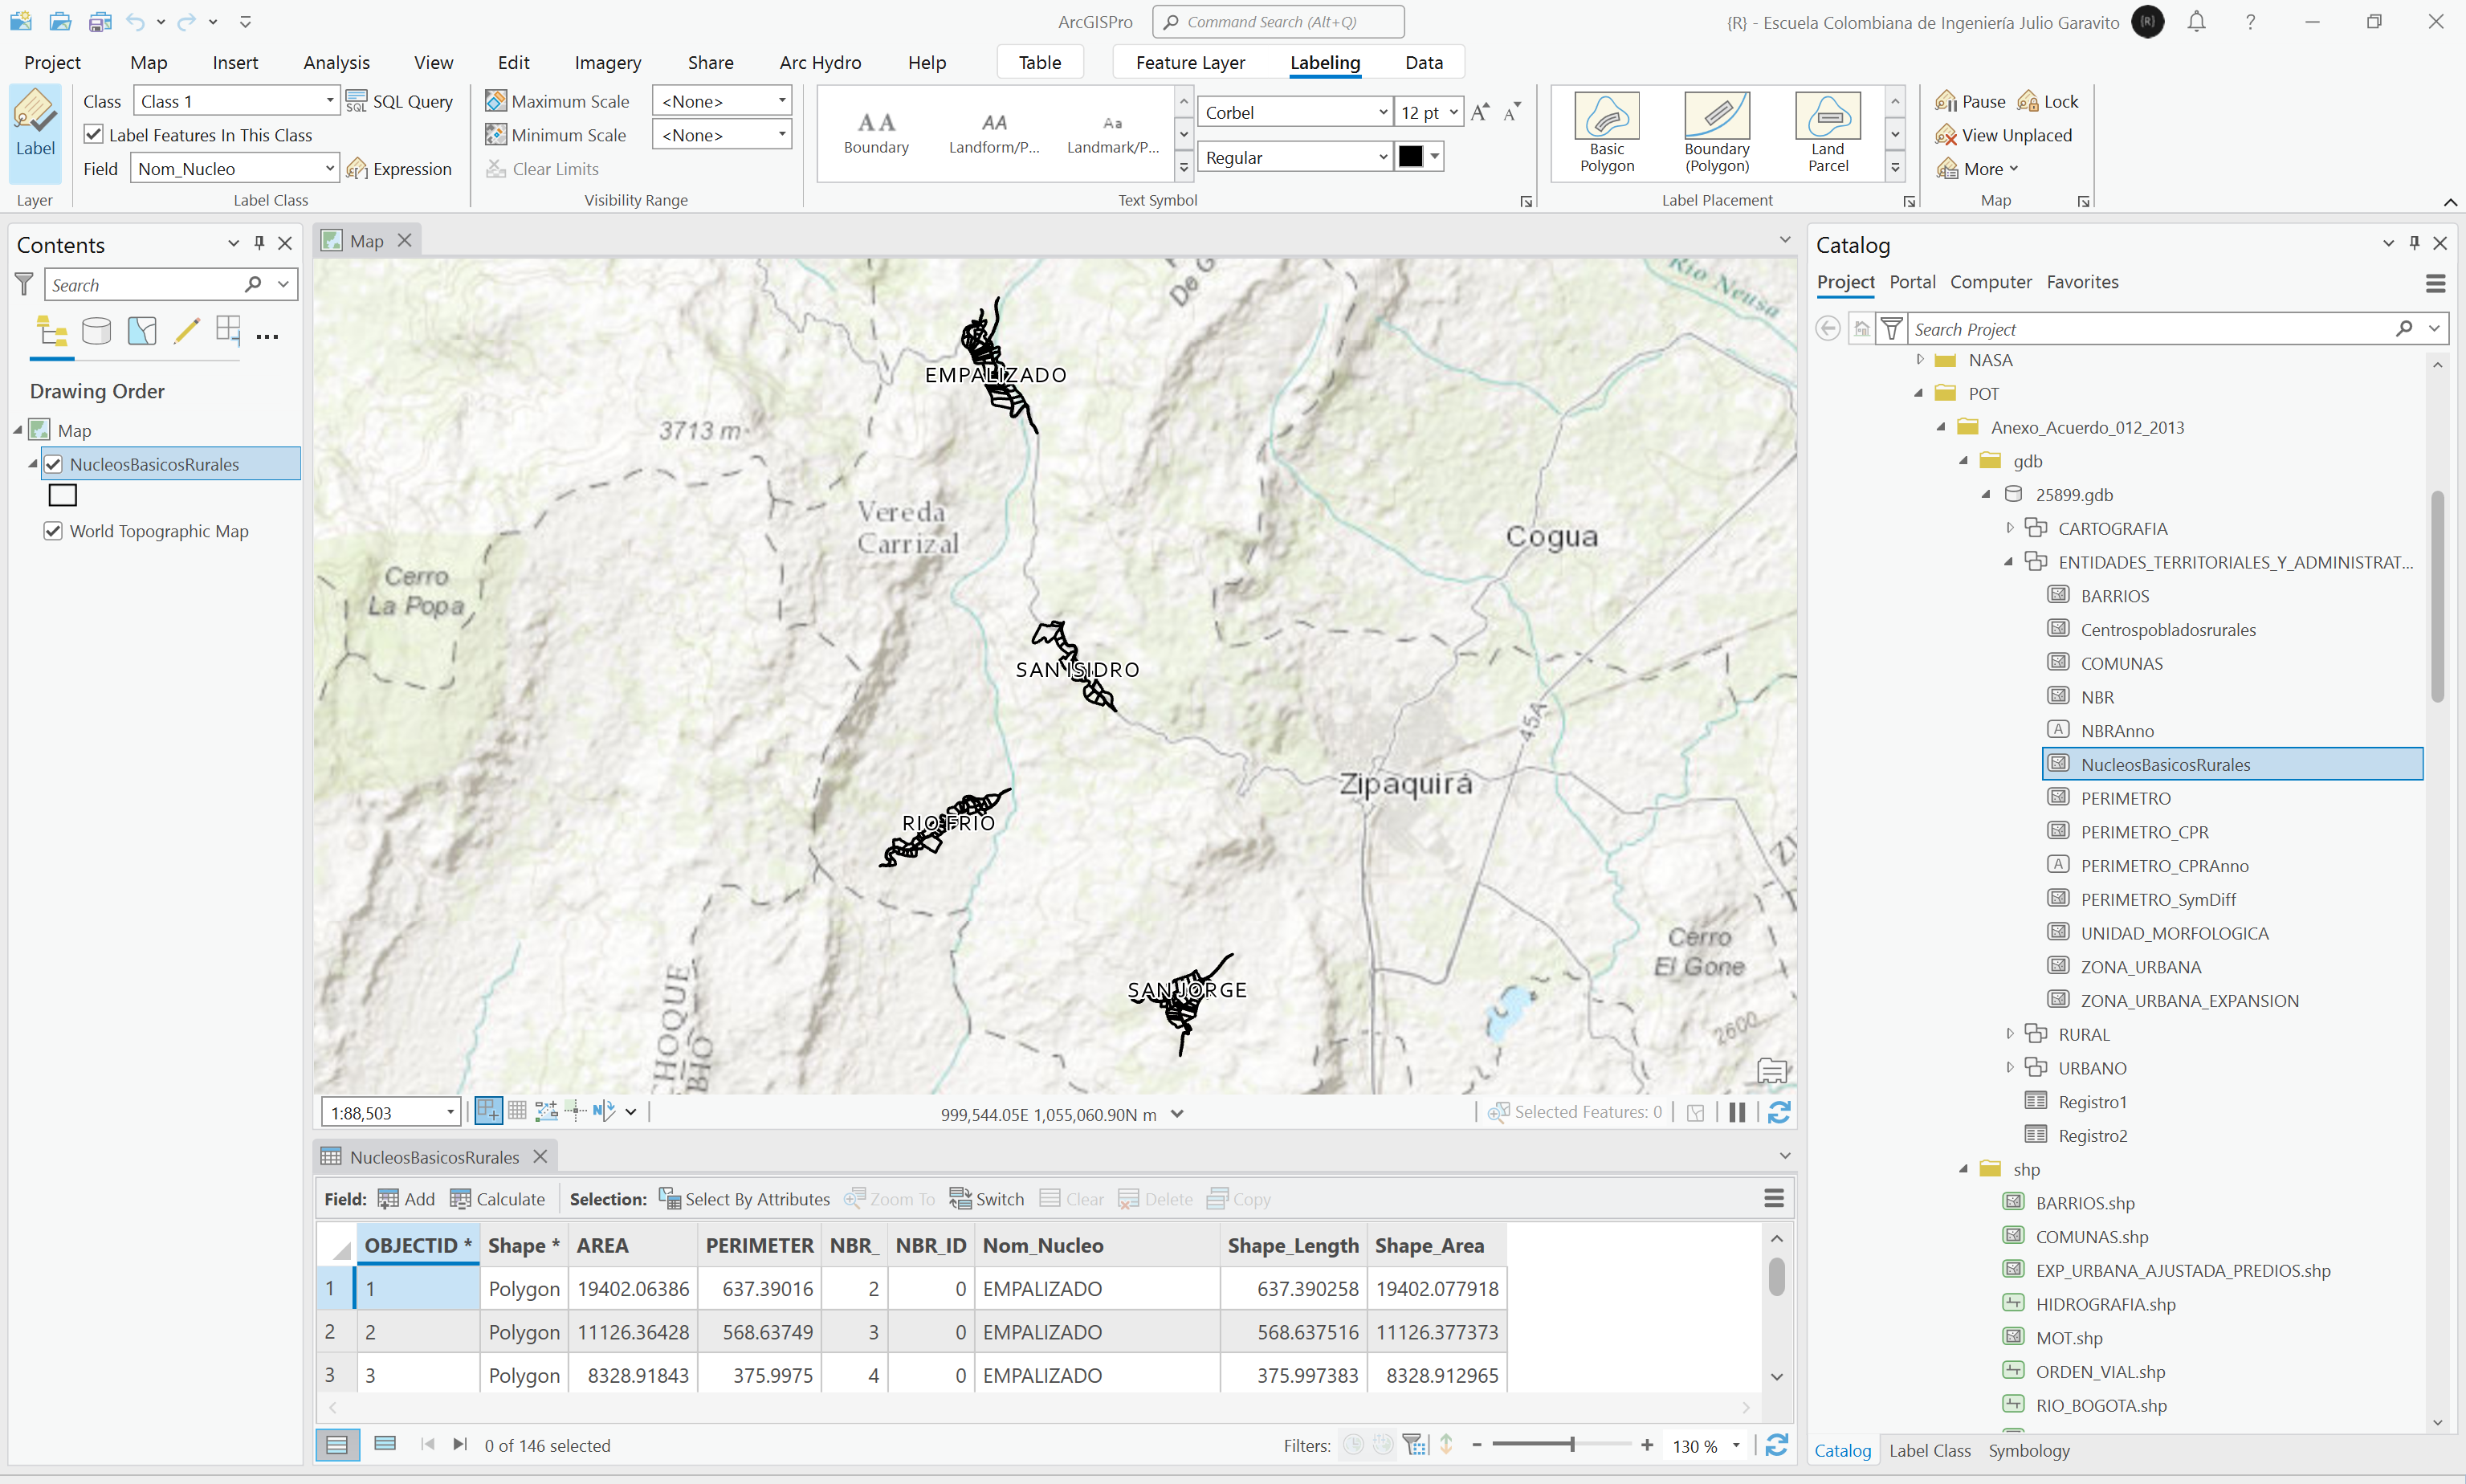 ArcGISPro
Command Search (Alt+Q)
{R} - Escuela Colombiana de Ingeniería Julio Garavito
{R}
?
Project Map Insert Analysis View Edit Imagery Share Arc Hydro Help Table Feature Layer Labeling Data
Label
Layer
Class Class 1 SQL Query
Label Features In This Class
Field Nom_Nucleo Expression
Label Class
Maximum Scale <None>
Minimum Scale <None>
Clear Limits
Visibility Range
AA Boundary
AA Landform/P...
Aa Landmark/P...
Corbel 12 pt
Regular
Text Symbol
Basic Polygon
Boundary (Polygon)
Land Parcel
Label Placement
Pause Lock
View Unplaced
More
Map
Contents
Search
Drawing Order
Map
NucleosBasicosRurales
World Topographic Map
Map
De G
Rio Neusa
EMPALIZADO
3713 m
Vereda
Carrizal
Cogua
Cerro
La Popa
SAN ISIDRO
45A
Zipaquirá
RIO FRIO
Cerro
El Gone
SAN JORGE
CHOQUE
BIO
2600
ZI
1:88,503
999,544.05E 1,055,060.90N m
Selected Features: 0
NucleosBasicosRurales
Field: Add Calculate Selection: Select By Attributes Zoom To Switch Clear Delete Copy
OBJECTID * Shape * AREA PERIMETER NBR_ NBR_ID Nom_Nucleo Shape_Length Shape_Area
1 1 Polygon 19402.06386 637.39016 2 0 EMPALIZADO 637.390258 19402.077918
2 2 Polygon 11126.36428 568.63749 3 0 EMPALIZADO 568.637516 11126.377373
3 3 Polygon 8328.91843 375.9975 4 0 EMPALIZADO 375.997383 8328.912965
0 of 146 selected
Filters:
130 %
Catalog
Project Portal Computer Favorites
Search Project
NASA
POT
Anexo_Acuerdo_012_2013
gdb
25899.gdb
CARTOGRAFIA
ENTIDADES_TERRITORIALES_Y_ADMINISTRAT...
BARRIOS
Centrospobladosrurales
COMUNAS
NBR
NBRAnno
NucleosBasicosRurales
PERIMETRO
PERIMETRO_CPR
PERIMETRO_CPRAnno
PERIMETRO_SymDiff
UNIDAD_MORFOLOGICA
ZONA_URBANA
ZONA_URBANA_EXPANSION
RURAL
URBANO
Registro1
Registro2
shp
BARRIOS.shp
COMUNAS.shp
EXP_URBANA_AJUSTADA_PREDIOS.shp
HIDROGRAFIA.shp
MOT.shp
ORDEN_VIAL.shp
RIO_BOGOTA.shp
Catalog Label Class Symbology